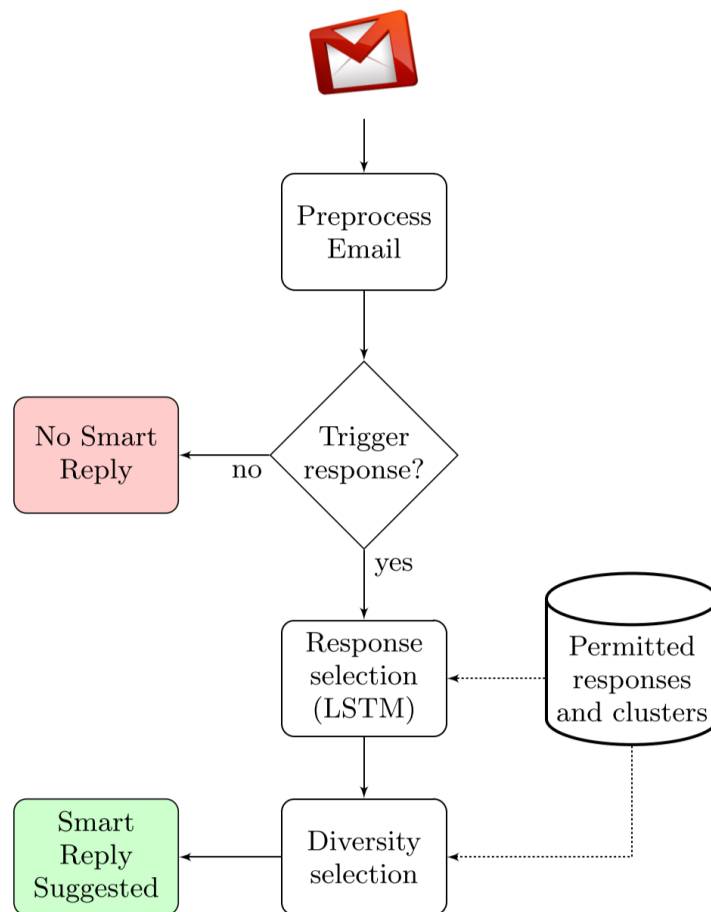 Preprocess
Email
No Smart
Reply
no
Trigger
response?
yes
Response
selection
(LSTM)
Permitted
responses
and clusters
Smart
Reply
Suggested
Diversity
selection